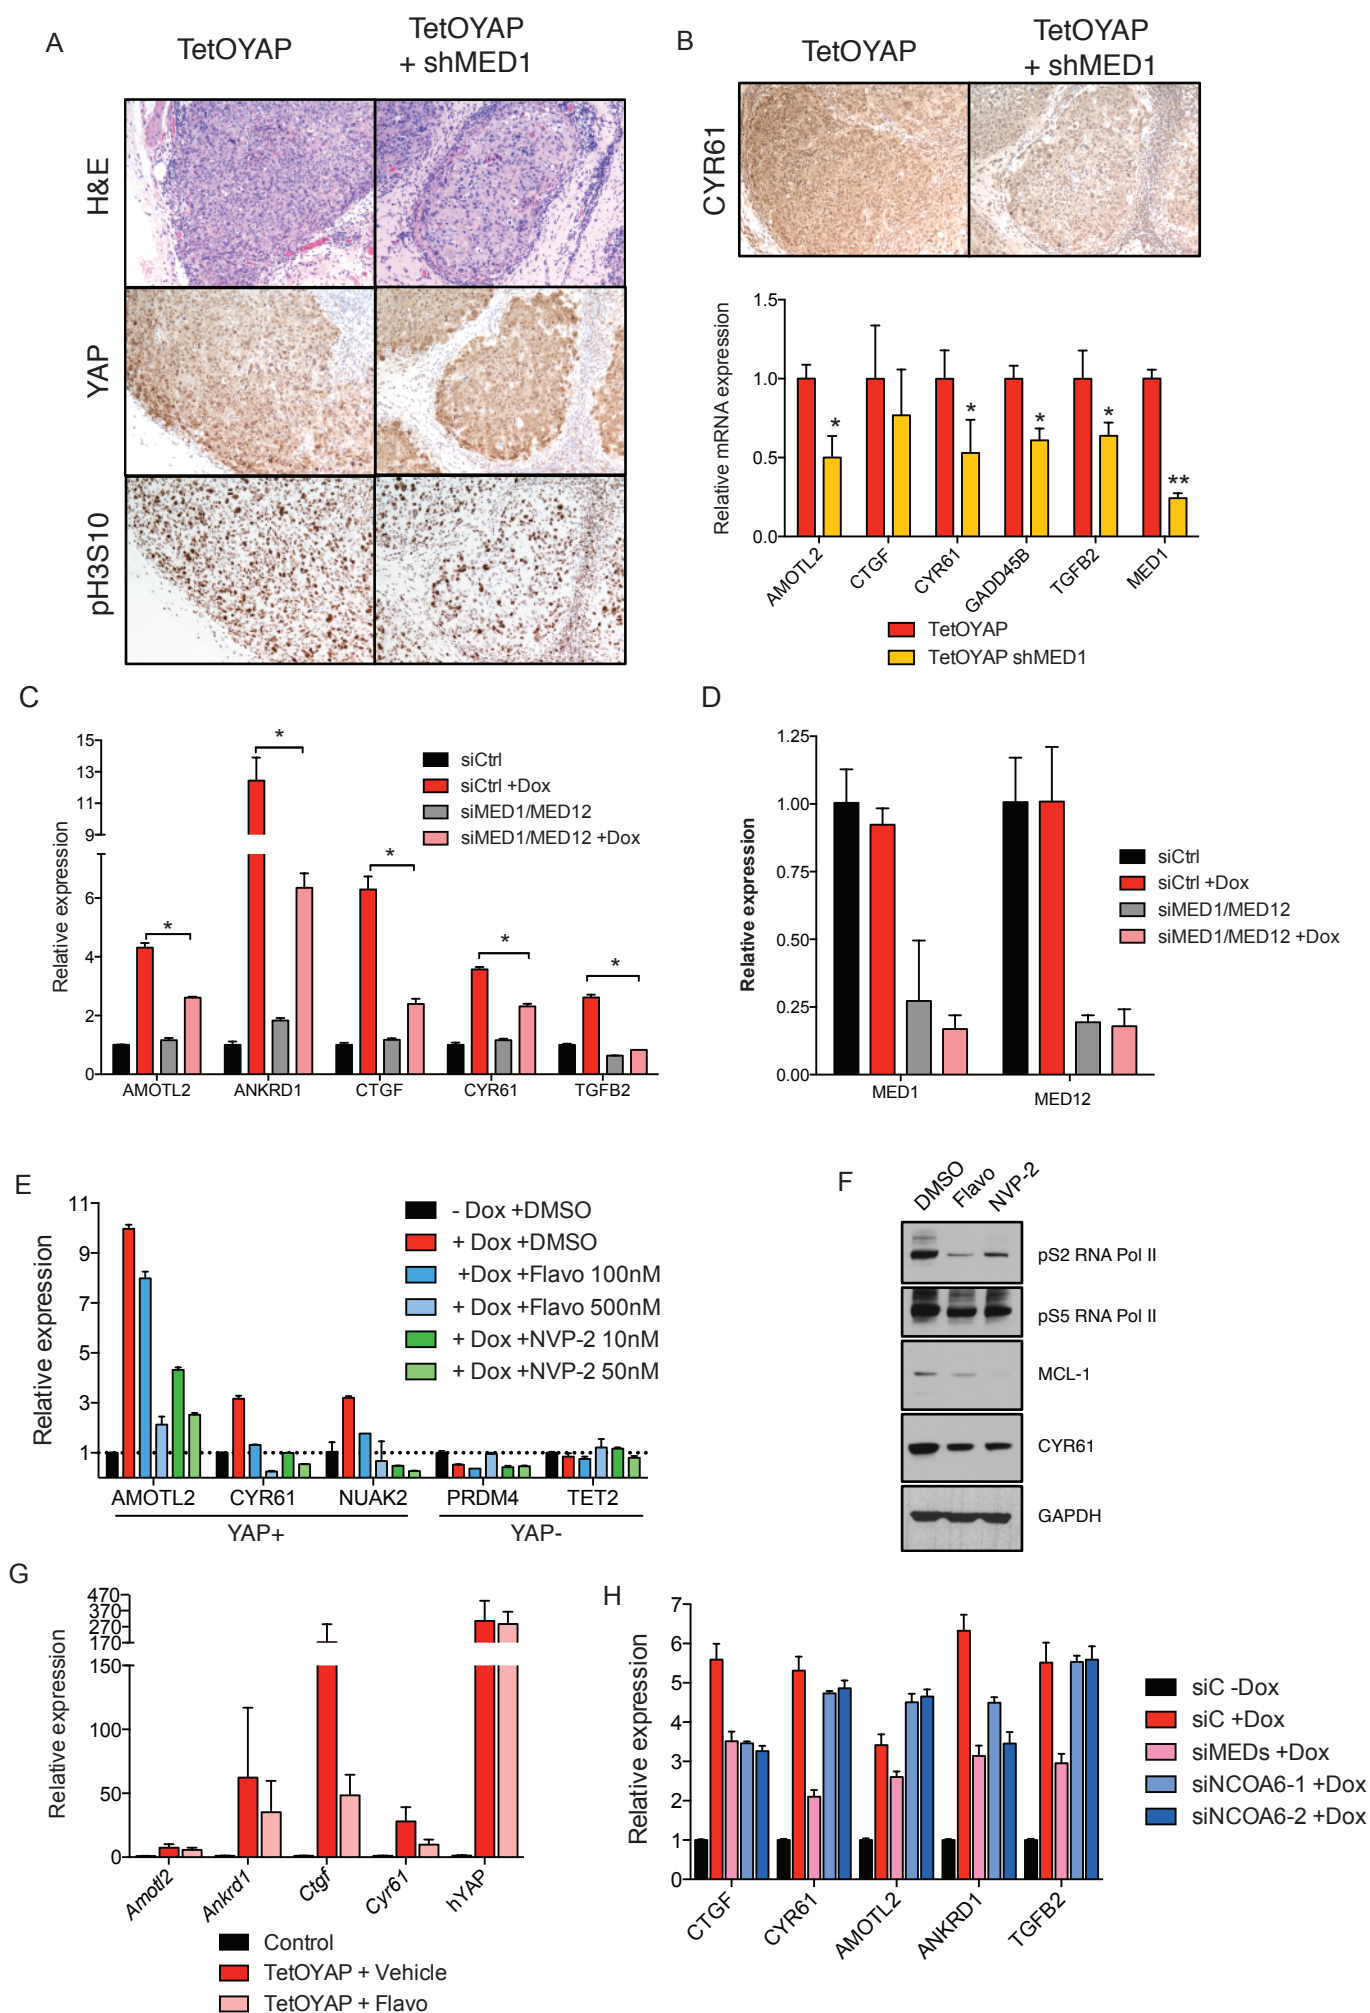 A
TetOYAP
TetOYAP
+ shMED1
H&E
YAP
pH3S10
B
TetOYAP
TetOYAP
+ shMED1
CYR61
Relative mRNA expression
1.5
1.0
0.5
0.0
*
*
*
*
**
AMOTL2
CTGF
CYR61
GADD45B
TGFB2
MED1
TetOYAP
TetOYAP shMED1
C
Relative expression
15
13
11
9
6
4
2
0
*
*
*
*
*
siCtrl
siCtrl +Dox
siMED1/MED12
siMED1/MED12 +Dox
AMOTL2
ANKRD1
CTGF
CYR61
TGFB2
D
Relative expression
1.25
1.00
0.75
0.50
0.25
0.00
siCtrl
siCtrl +Dox
siMED1/MED12
siMED1/MED12 +Dox
MED1
MED12
E
Relative expression
11
9
7
5
3
1
- Dox +DMSO
+ Dox +DMSO
+Dox +Flavo 100nM
+ Dox +Flavo 500nM
+ Dox +NVP-2 10nM
+ Dox +NVP-2 50nM
AMOTL2
CYR61
NUAK2
PRDM4
TET2
YAP+
YAP-
F
DMSO
Flavo
NVP-2
pS2 RNA Pol II
pS5 RNA Pol II
MCL-1
CYR61
GAPDH
G
Relative expression
470
370
270
170
150
100
50
0
Amotl2
Ankrd1
Ctgf
Cyr61
hYAP
Control
TetOYAP + Vehicle
TetOYAP + Flavo
H
Relative expression
7
6
5
4
3
2
1
0
siC -Dox
siC +Dox
siMEDs +Dox
siNCOA6-1 +Dox
siNCOA6-2 +Dox
CTGF
CYR61
AMOTL2
ANKRD1
TGFB2